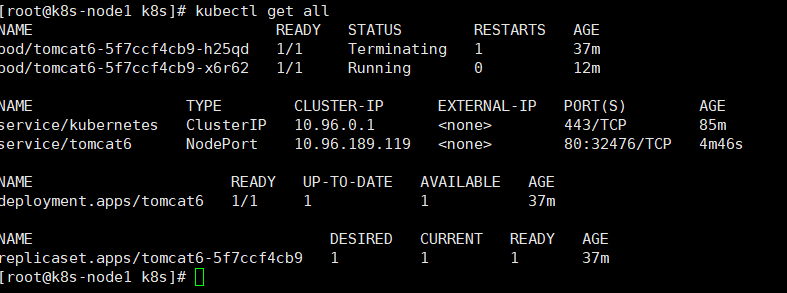 [root@k8s-node1 k8s]# kubectl get all
NAME READY STATUS RESTARTS AGE
pod/tomcat6-5f7ccf4cb9-h25qd 1/1 Terminating 1 37m
pod/tomcat6-5f7ccf4cb9-x6r62 1/1 Running 0 12m
NAME TYPE CLUSTER-IP EXTERNAL-IP PORT(S) AGE
service/kubernetes ClusterIP 10.96.0.1 <none> 443/TCP 85m
service/tomcat6 NodePort 10.96.189.119 <none> 80:32476/TCP 4m46s
NAME READY UP-TO-DATE AVAILABLE AGE
deployment.apps/tomcat6 1/1 1 1 37m
NAME DESIRED CURRENT READY AGE
replicaset.apps/tomcat6-5f7ccf4cb9 1 1 1 37m
[root@k8s-node1 k8s]#